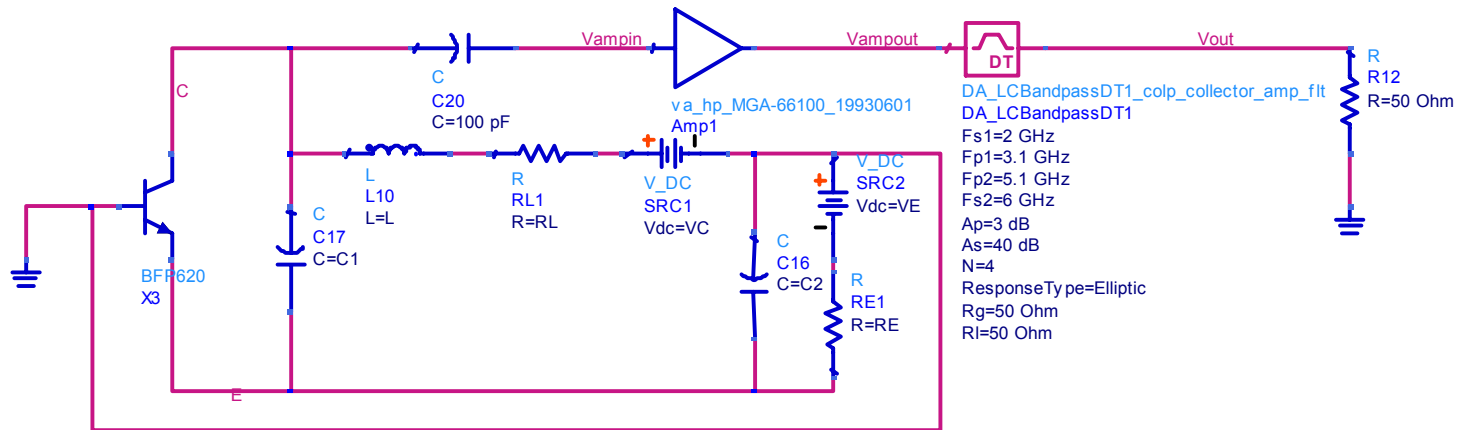 C
C
C20
C=100 pF
Vampin
va_hp_MGA-66100_19930601
Amp1
Vampout
DT
DA_LCBandpassDT1_colp_collector_amp_flt
DA_LCBandpassDT1
Fs1=2 GHz
Fp1=3.1 GHz
Fp2=5.1 GHz
Fs2=6 GHz
Ap=3 dB
As=40 dB
N=4
ResponseType=Elliptic
Rg=50 Ohm
Rl=50 Ohm
Vout
R
R12
R=50 Ohm
L
L10
L=L
R
RL1
R=RL
+
-
V_DC
SRC1
Vdc=VC
+
-
V_DC
SRC2
Vdc=VE
BFP620
X3
C
C17
C=C1
C
C16
C=C2
R
RE1
R=RE
E